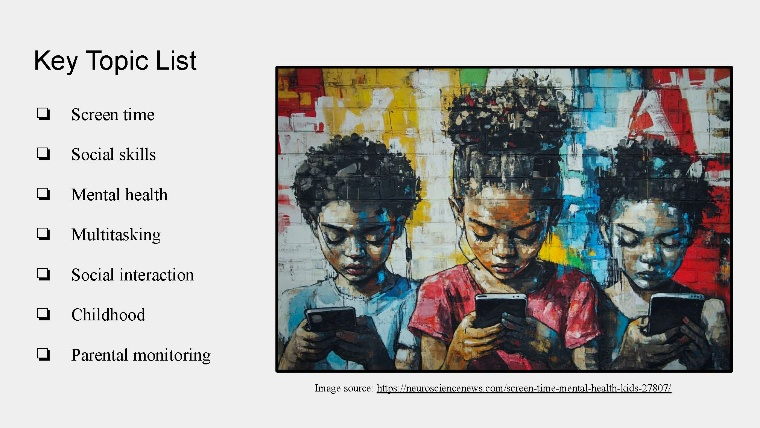 Key Topic List
❏ Screen time
❏ Social skills
❏ Mental health
❏ Multitasking
❏ Social interaction
❏ Childhood
❏ Parental monitoring
Image source: https://neurosciencenews.com/screen-time-mental-health-kids-27807/